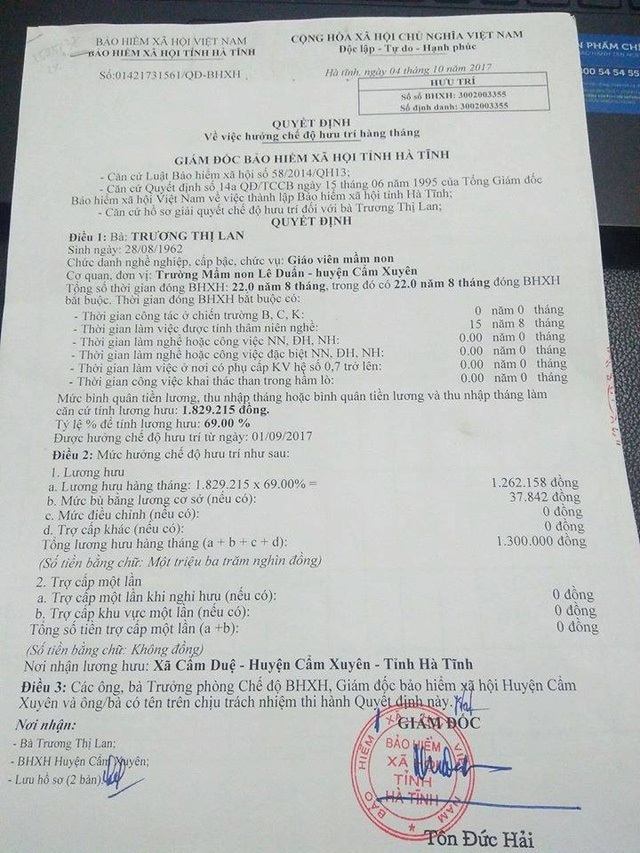 BẢO HIỂM XÃ HỘI VIỆT NAM
BẢO HIỂM XÃ HỘI TỈNH HÀ TĨNH
Số:01421731561/QĐ-BHXH
CỘNG HÒA XÃ HỘI CHỦ NGHĨA VIỆT NAM
Độc lập - Tự do - Hạnh phúc
Hà Tĩnh, ngày 04 tháng 10 năm 2017
HƯU TRÍ
Số sổ BHXH: 3002003355
Số định danh: 3002003355
QUYẾT ĐỊNH
Về việc hưởng chế độ hưu trí hàng tháng
GIÁM ĐỐC BẢO HIỂM XÃ HỘI TỈNH HÀ TĨNH
- Căn cứ Luật Bảo hiểm xã hội số 58/2014/QH13;
- Căn cứ Quyết định số 14a QĐ/TCCB ngày 15 tháng 06 năm 1995 của Tổng Giám đốc
Bảo hiểm xã hội Việt Nam về việc thành lập Bảo hiểm xã hội tỉnh Hà Tĩnh;
- Căn cứ hồ sơ giải quyết chế độ hưu trí đối với bà Trương Thị Lan;
QUYẾT ĐỊNH
Điều 1: Bà: TRƯƠNG THỊ LAN
Sinh ngày: 28/08/1962
Chức danh nghề nghiệp, cấp bậc, chức vụ: Giáo viên mầm non
Cơ quan, đơn vị: Trường Mầm non Lê Duẩn - huyện Cẩm Xuyên
Tổng số thời gian đóng BHXH: 22.0 năm 8 tháng, trong đó có 22.0 năm 8 tháng đóng BHXH
bắt buộc. Thời gian đóng BHXH bắt buộc có:
- Thời gian công tác ở chiến trường B, C, K: 0 năm 0 tháng
- Thời gian làm việc được tính thâm niên nghề: 15 năm 8 tháng
- Thời gian làm nghề hoặc công việc NN, ĐH, NH: 0.00 năm 0 tháng
- Thời gian làm nghề hoặc công việc đặc biệt NN, ĐH, NH: 0.00 năm 0 tháng
- Thời gian làm việc ở nơi có phụ cấp KV hệ số 0,7 trở lên: 0.00 năm 0 tháng
- Thời gian công việc khai thác than trong hầm lò: 0.00 năm 0 tháng
Mức bình quân tiền lương, thu nhập tháng hoặc bình quân tiền lương và thu nhập tháng làm
căn cứ tính lương hưu: 1.829.215 đồng.
Tỷ lệ % để tính lương hưu: 69.00 %
Được hưởng chế độ hưu trí từ ngày: 01/09/2017
Điều 2: Mức hưởng chế độ hưu trí như sau:
1. Lương hưu
a. Lương hưu hàng tháng: 1.829.215 x 69.00% = 1.262.158 đồng
b. Mức bù bằng lương cơ sở (nếu có): 37.842 đồng
c. Mức điều chỉnh (nếu có): 0 đồng
d. Trợ cấp khác (nếu có): 0 đồng
Tổng lương hưu hàng tháng (a + b + c + d): 1.300.000 đồng
(Số tiền bằng chữ: Một triệu ba trăm nghìn đồng)
2. Trợ cấp một lần
a. Trợ cấp một lần khi nghỉ hưu (nếu có): 0 đồng
b. Trợ cấp khu vực một lần (nếu có): 0 đồng
Tổng số tiền trợ cấp một lần (a +b): 0 đồng
(Số tiền bằng chữ: Không đồng)
Nơi nhận lương hưu: Xã Cẩm Duệ - Huyện Cẩm Xuyên - Tỉnh Hà Tĩnh
Điều 3: Các ông, bà Trưởng phòng Chế độ BHXH, Giám đốc bảo hiểm xã hội Huyện Cẩm
Xuyên và ông/bà có tên trên chịu trách nhiệm thi hành Quyết định này.
Nơi nhận:
- Bà Trương Thị Lan;
- BHXH Huyện Cẩm Xuyên;
- Lưu hồ sơ (2 bản)
GIÁM ĐỐC
BẢO HIỂM XÃ HỘI VIỆT NAM
BẢO HIỂM
XÃ HỘI
TỈNH
HÀ TĨNH
Tôn Đức Hải
N PHẨM CHÍ
00 54 54 55